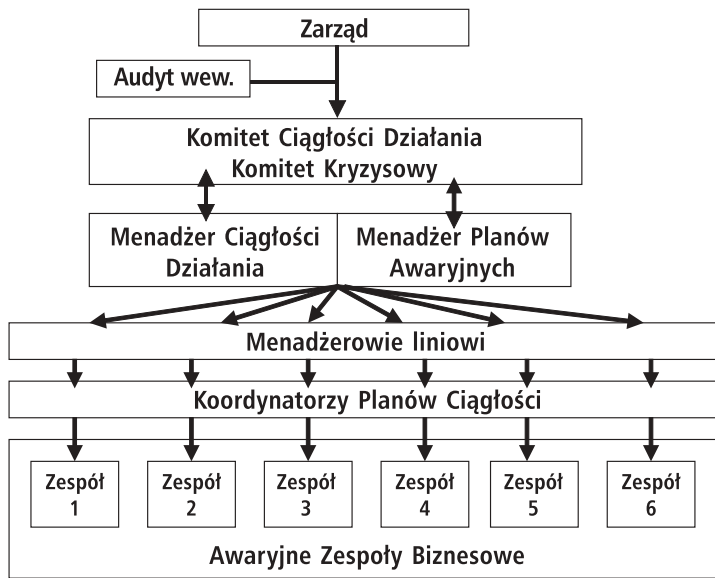 Zarząd
Audyt wew.
Komitet Ciągłości Działania
Komitet Kryzysowy
Menadżer Ciągłości
Działania
Menadżer Planów
Awaryjnych
Menadżerowie liniowi
Koordynatorzy Planów Ciągłości
Zespół
1
Zespół
2
Zespół
3
Zespół
4
Zespół
5
Zespół
6
Awaryjne Zespoły Biznesowe